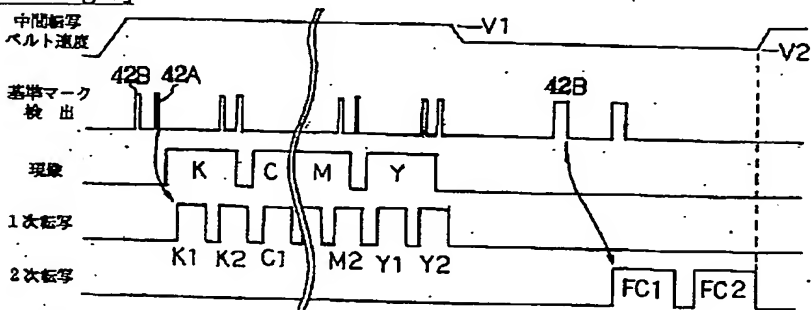 中間転写
ベルト速度
V1
V2
42B 42A
42B
基準マーク
検出
現像
K C M Y
1次転写
K1 K2 C1 M2 Y1 Y2
2次転写
FC1 FC2